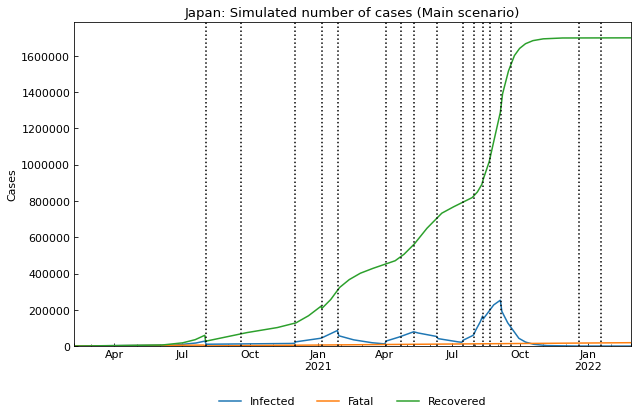 Japan: Simulated number of cases (Main scenario)
1600000
1400000
1200000
1000000
800000
600000
400000
200000
0
Cases
Apr Jul Oct Jan Apr Jul Oct Jan
2021 2022
Infected Fatal Recovered